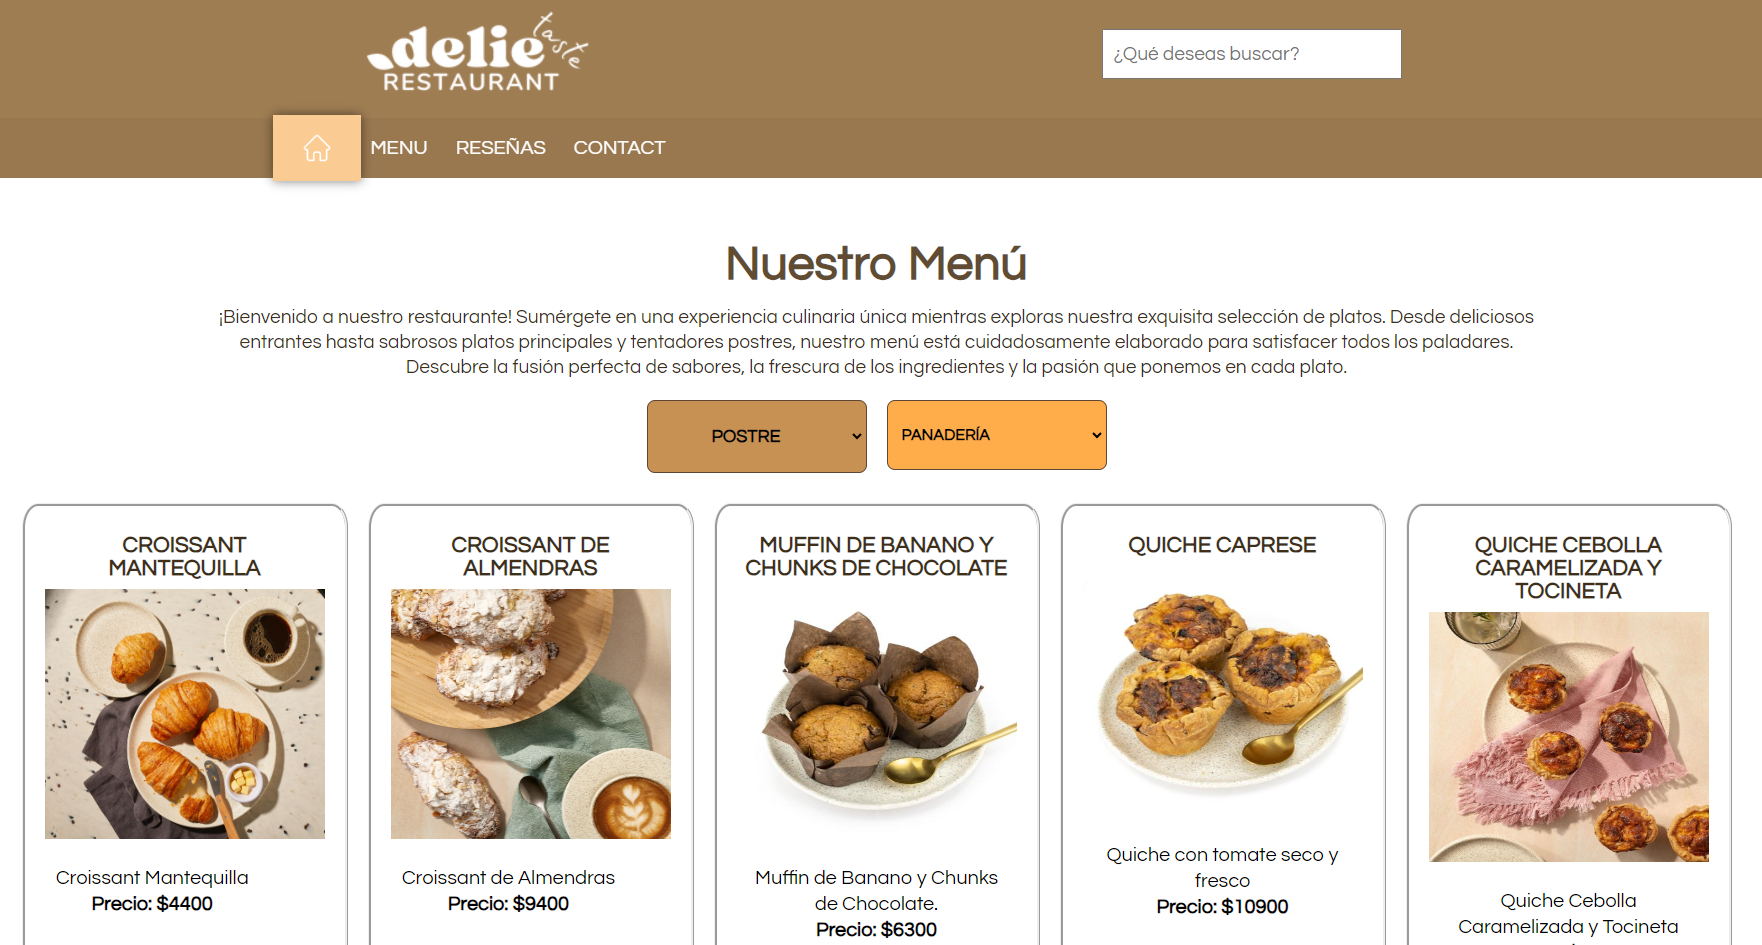 delie taste
RESTAURANT
¿Qué deseas buscar?
MENU RESEÑAS CONTACT
Nuestro Menú
¡Bienvenido a nuestro restaurante! Sumérgete en una experiencia culinaria única mientras exploras nuestra exquisita selección de platos. Desde deliciosos
entrantes hasta sabrosos platos principales y tentadores postres, nuestro menú está cuidadosamente elaborado para satisfacer todos los paladares.
Descubre la fusión perfecta de sabores, la frescura de los ingredientes y la pasión que ponemos en cada plato.
POSTRE
PANADERÍA
CROISSANT
MANTEQUILLA
Croissant Mantequilla
Precio: $4400
CROISSANT DE
ALMENDRAS
Croissant de Almendras
Precio: $9400
MUFFIN DE BANANO Y
CHUNKS DE CHOCOLATE
Muffin de Banano y Chunks
de Chocolate.
Precio: $6300
QUICHE CAPRESE
Quiche con tomate seco y
fresco
Precio: $10900
QUICHE CEBOLLA
CARAMELIZADA Y
TOCINETA
Quiche Cebolla
Caramelizada y Tocineta